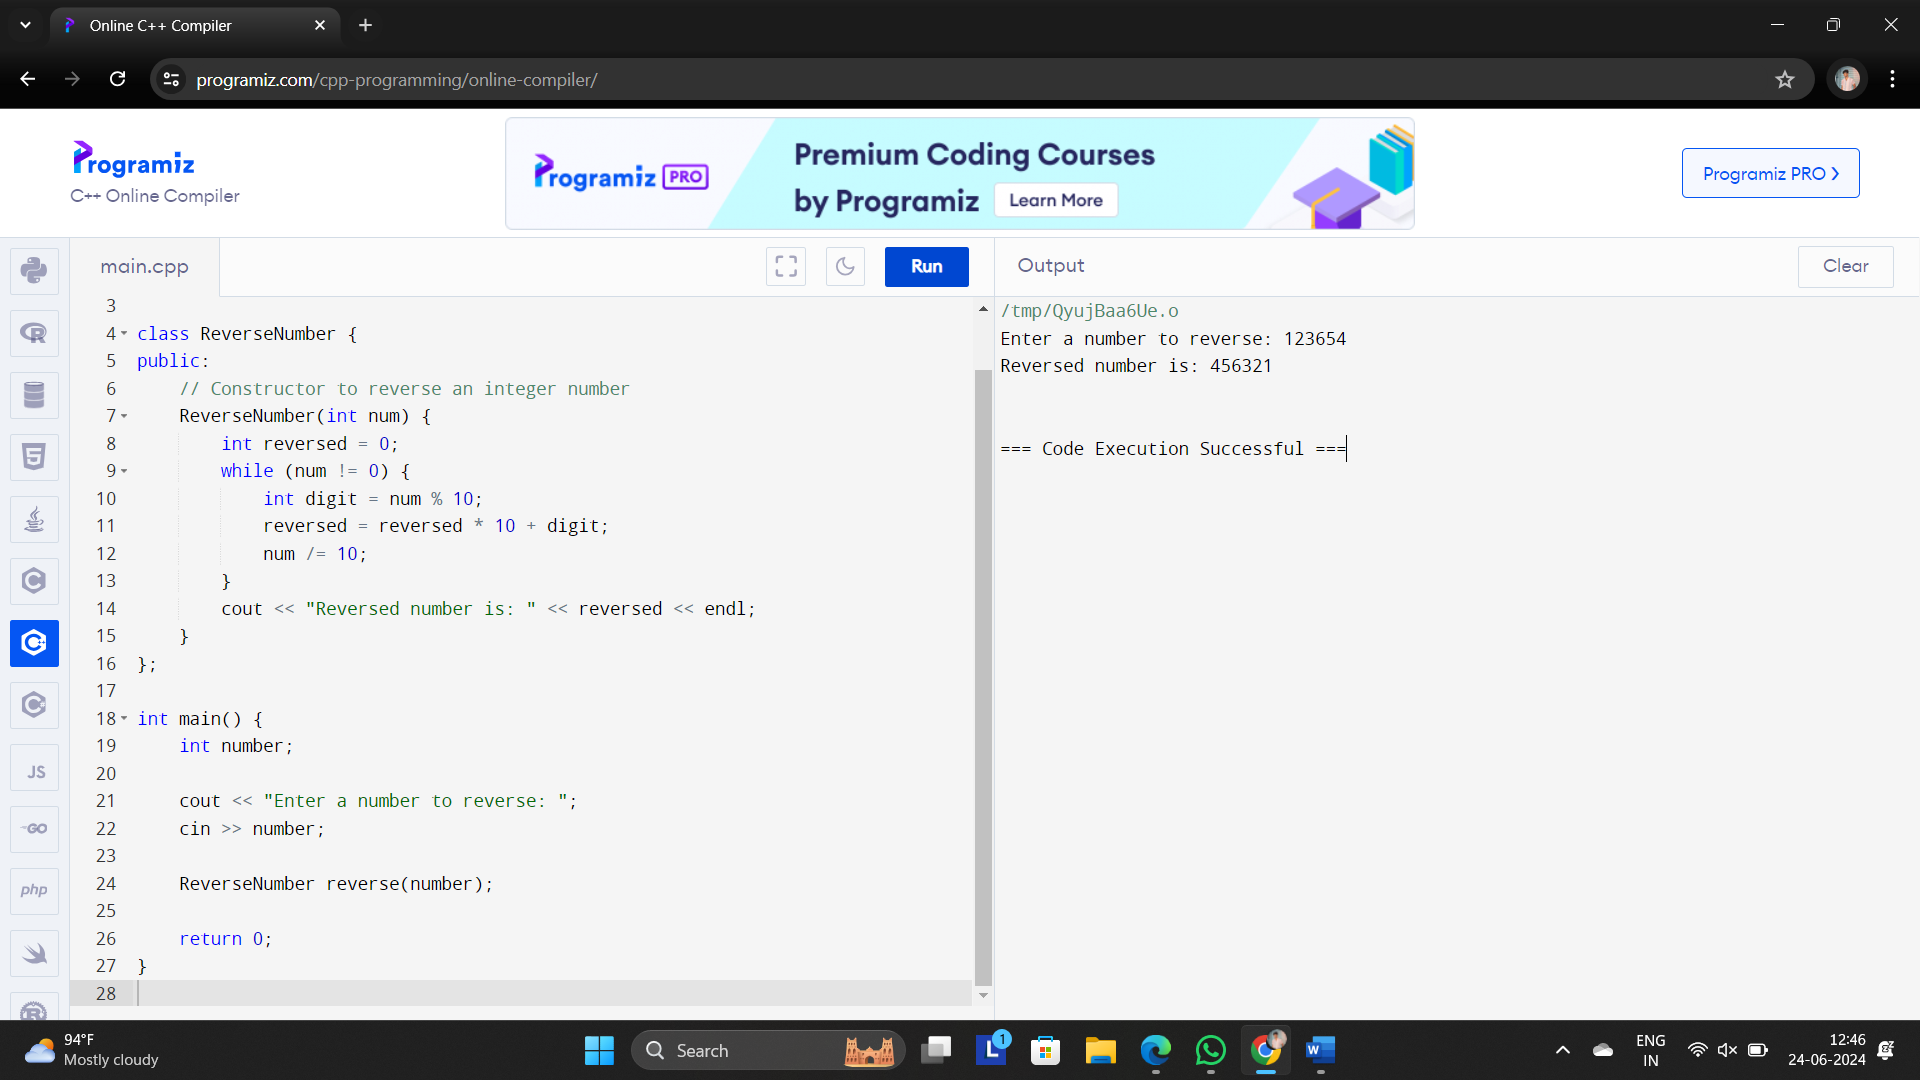 Online C++ Compiler
programiz.com/cpp-programming/online-compiler/
Programiz
C++ Online Compiler
Programiz PRO
Premium Coding Courses
by Programiz
Learn More
Programiz PRO
main.cpp
Run
Output
Clear
3
4 class ReverseNumber {
5 public:
6 // Constructor to reverse an integer number
7 ReverseNumber(int num) {
8 int reversed = 0;
9 while (num != 0) {
10 int digit = num % 10;
11 reversed = reversed * 10 + digit;
12 num /= 10;
13 }
14 cout << "Reversed number is: " << reversed << endl;
15 }
16 };
17
18 int main() {
19 int number;
20
21 cout << "Enter a number to reverse: ";
22 cin >> number;
23
24 ReverseNumber reverse(number);
25
26 return 0;
27 }
28
/tmp/QyujBaa6Ue.o
Enter a number to reverse: 123654
Reversed number is: 456321
=== Code Execution Successful ===
R
5
C
C++
C#
JS
GO
php
R
94°F
Mostly cloudy
Search
L
1
W
ENG
IN
12:46
24-06-2024